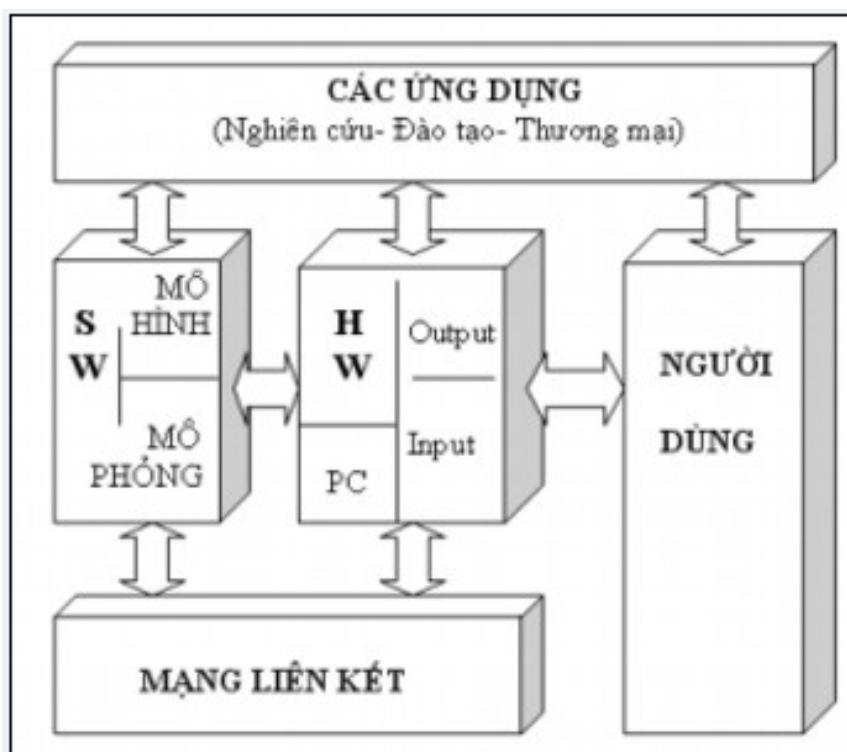 CÁC ỨNG DỤNG
(Nghiên cứu- Đào tạo- Thương mại)
S
W
MÔ
HÌNH
MÔ
PHỎNG
H
W
Output
Input
PC
NGƯỜI
DÙNG
MẠNG LIÊN KẾT